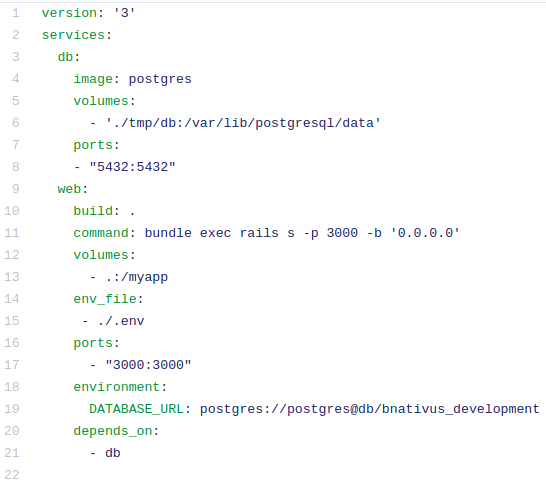 1 version: '3'
2 services:
3   db:
4     image: postgres
5     volumes:
6       - './tmp/db:/var/lib/postgresql/data'
7     ports:
8     - "5432:5432"
9   web:
10     build: .
11     command: bundle exec rails s -p 3000 -b '0.0.0.0'
12     volumes:
13       - .:/myapp
14     env_file:
15      - ./.env
16     ports:
17       - "3000:3000"
18     environment:
19       DATABASE_URL: postgres://postgres@db/bnativus_development
20     depends_on:
21       - db
22